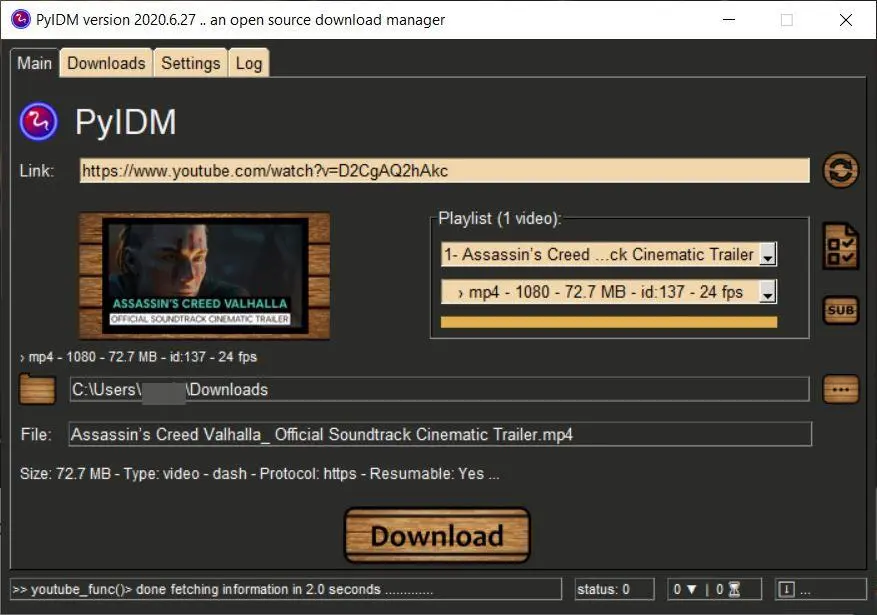 PyIDM version 2020.6.27 .. an open source download manager
Main Downloads Settings Log
PyIDM
Link: https://www.youtube.com/watch?v=D2CgAQ2hAkc
Playlist (1 video):
1- Assassin's Creed ...ck Cinematic Trailer
› mp4 - 1080 - 72.7 MB - id:137 - 24 fps
SUB
ASSASSIN'S CREED VALHALLA
OFFICIAL SOUNDTRACK CINEMATIC TRAILER
› mp4 - 1080 - 72.7 MB - id:137 - 24 fps
C:\Users\ \Downloads
File: Assassin's Creed Valhalla_ Official Soundtrack Cinematic Trailer.mp4
Size: 72.7 MB - Type: video - dash - Protocol: https - Resumable: Yes ...
Download
>> youtube_func()> done fetching information in 2.0 seconds .............
status: 0
0 ▼ | 0 ⏳
...